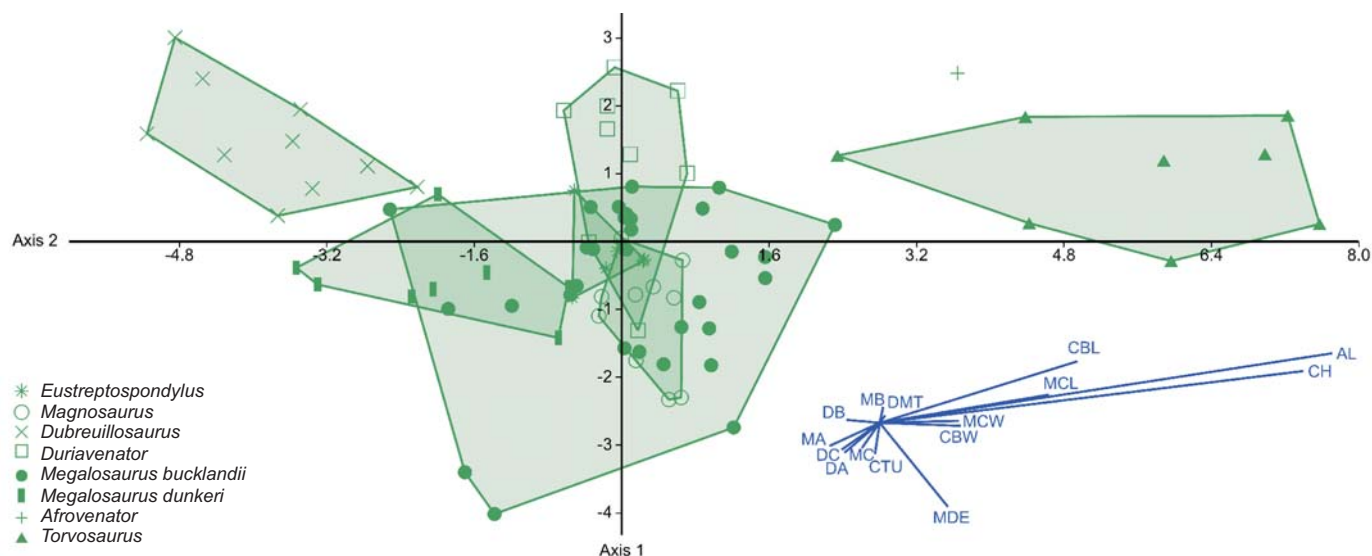 3
2
1
Axis 2
-4.8
-3.2
-1.6
1.6
3.2
4.8
6.4
8.0
-1
-2
-3
-4
Axis 1
CBL
AL
CH
MCL
MB
DMT
DB
MCW
CBW
MA
DC
MC
DA
CTU
MDE
Eustreptospondylus
Magnosaurus
Dubreuillosaurus
Duriavenator
Megalosaurus bucklandii
Megalosaurus dunkeri
Afrovenator
Torvosaurus